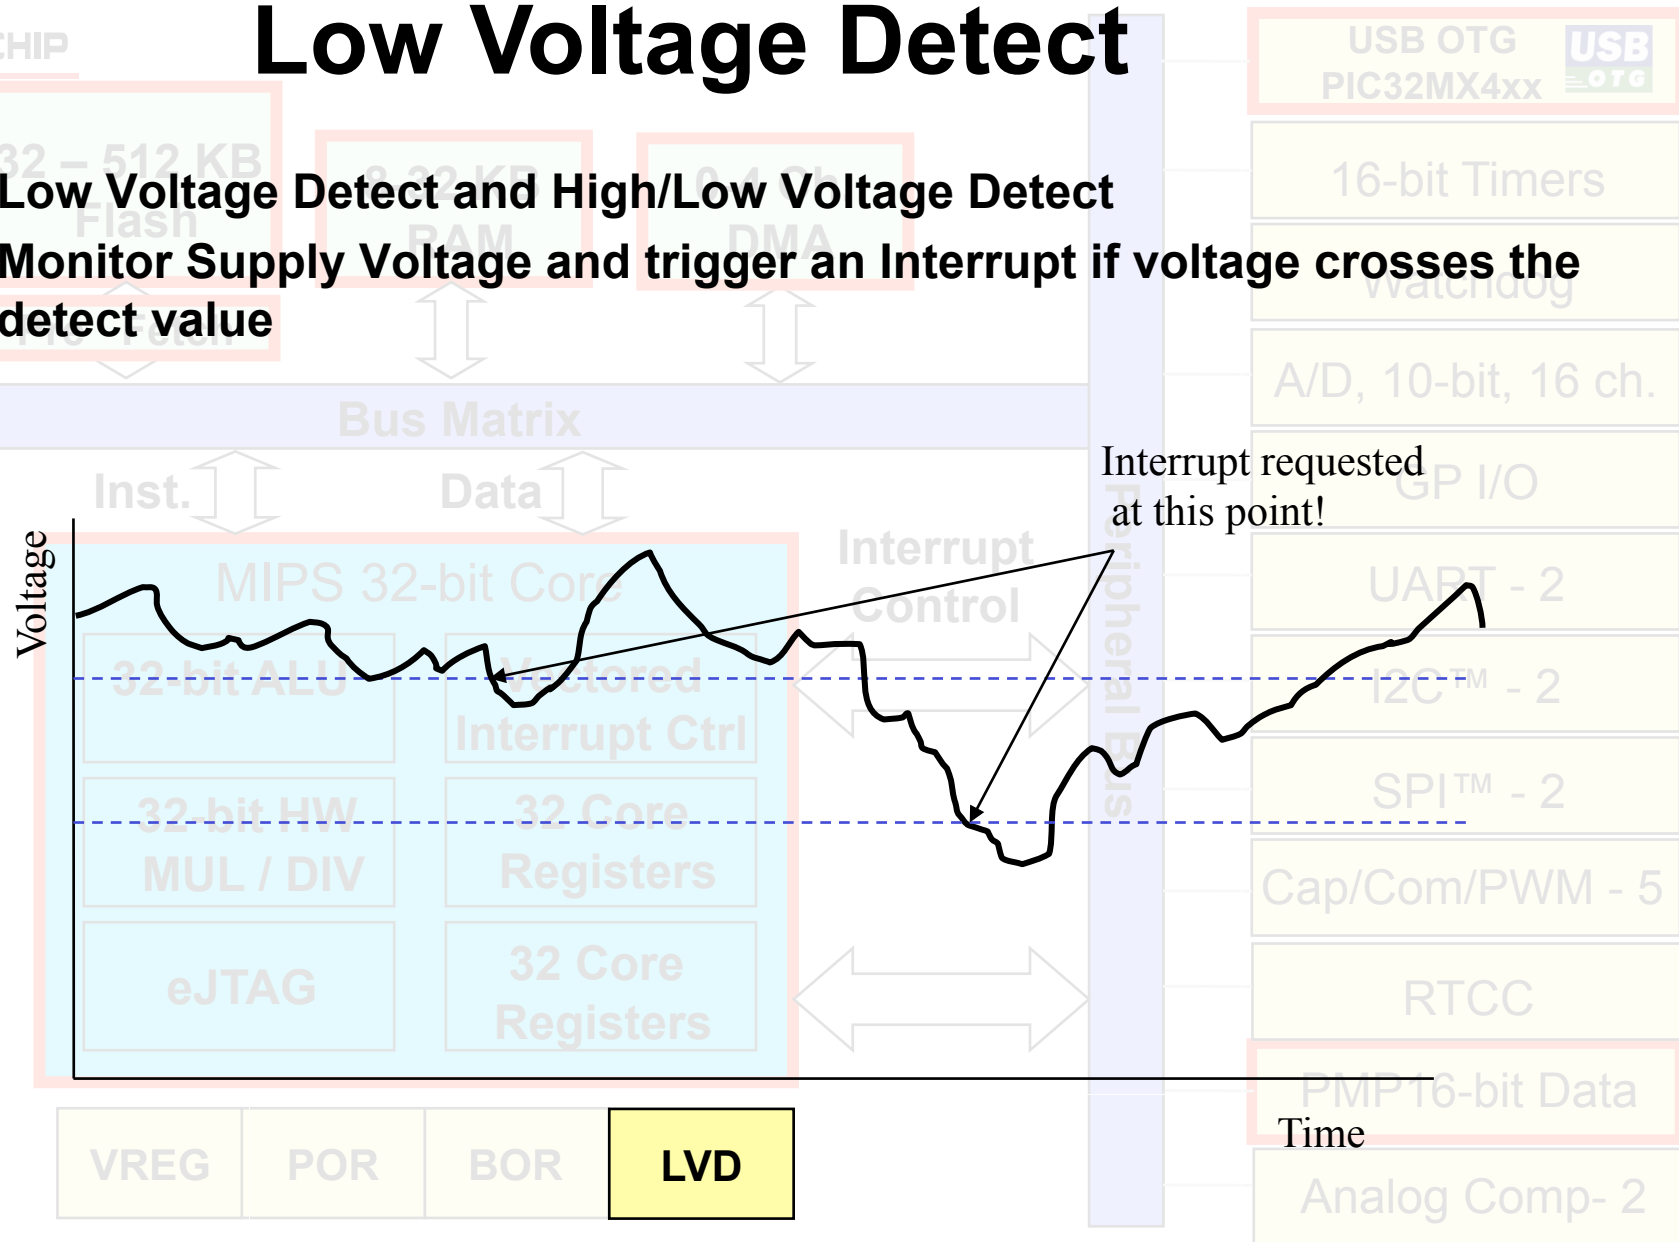 Low Voltage Detect
CHIP
USB OTG
PIC32MX4xx
USB
OTG
32 – 512 KB
Flash
8-32 KB
RAM
0-4 Ch.
DMA
Low Voltage Detect and High/Low Voltage Detect
Monitor Supply Voltage and trigger an Interrupt if voltage crosses the
detect value
Pre - Fetch
16-bit Timers
Watchdog
A/D, 10-bit, 16 ch.
Bus Matrix
Inst.
Data
Interrupt requested
at this point!
GP I/O
Voltage
MIPS 32-bit Core
Interrupt
Control
Peripheral Bus
UART - 2
32-bit ALU
Vectored
Interrupt Ctrl
I2C™ - 2
32-bit HW
MUL / DIV
32 Core
Registers
SPI™ - 2
Cap/Com/PWM - 5
eJTAG
32 Core
Registers
RTCC
PMP16-bit Data
Time
VREG
POR
BOR
LVD
Analog Comp- 2